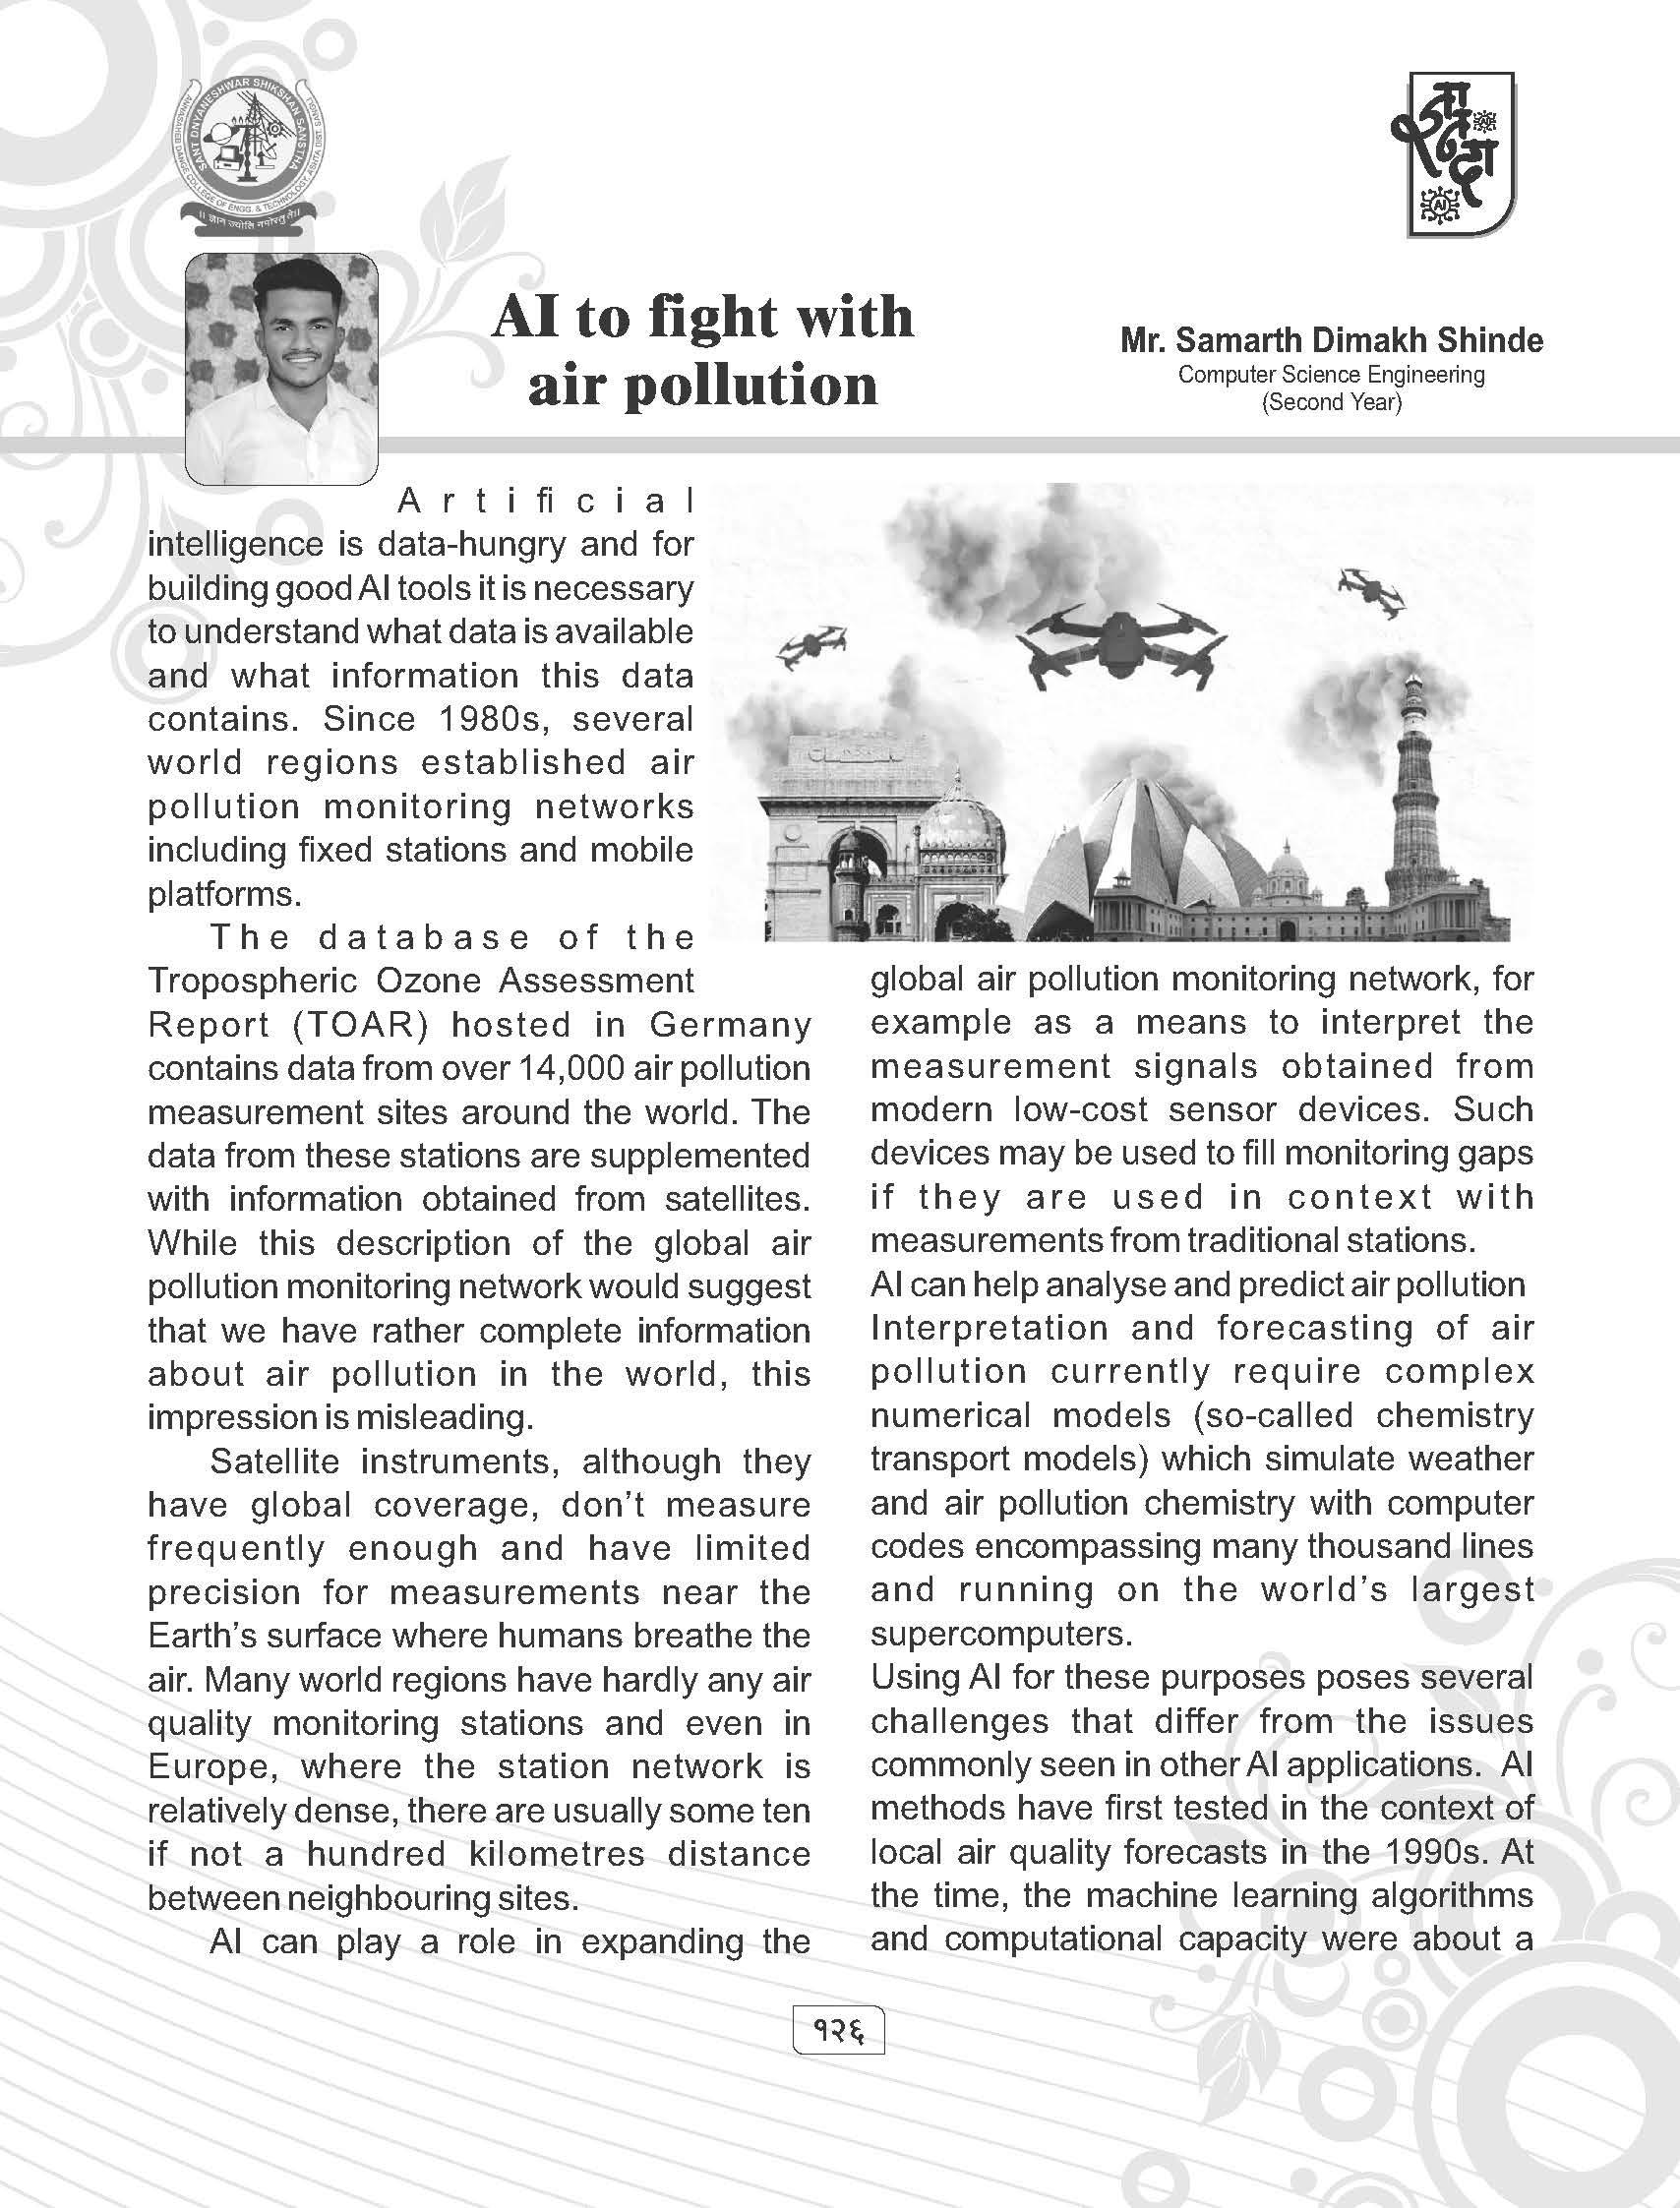 SANT DNYANESHWAR SHIKSHAN SANSTHA
ANNASAHEB DANGE COLLEGE OF ENGG. & TECHNOLOGY, ASHTA DIST. SANGLI
AI
AI
AI to fight with
air pollution
Mr. Samarth Dimakh Shinde
Computer Science Engineering
(Second Year)
Artificial
intelligence is data-hungry and for
building good AI tools it is necessary
to understand what data is available
and what information this data
contains. Since 1980s, several
world regions established air
pollution monitoring networks
including fixed stations and mobile
platforms.
The database of the
Tropospheric Ozone Assessment
Report (TOAR) hosted in Germany
contains data from over 14,000 air pollution
measurement sites around the world. The
data from these stations are supplemented
with information obtained from satellites.
While this description of the global air
pollution monitoring network would suggest
that we have rather complete information
about air pollution in the world, this
impression is misleading.
Satellite instruments, although they
have global coverage, don’t measure
frequently enough and have limited
precision for measurements near the
Earth’s surface where humans breathe the
air. Many world regions have hardly any air
quality monitoring stations and even in
Europe, where the station network is
relatively dense, there are usually some ten
if not a hundred kilometres distance
between neighbouring sites.
AI can play a role in expanding the
global air pollution monitoring network, for
example as a means to interpret the
measurement signals obtained from
modern low-cost sensor devices. Such
devices may be used to fill monitoring gaps
if they are used in context with
measurements from traditional stations.
AI can help analyse and predict air pollution
Interpretation and forecasting of air
pollution currently require complex
numerical models (so-called chemistry
transport models) which simulate weather
and air pollution chemistry with computer
codes encompassing many thousand lines
and running on the world’s largest
supercomputers.
Using AI for these purposes poses several
challenges that differ from the issues
commonly seen in other AI applications. AI
methods have first tested in the context of
local air quality forecasts in the 1990s. At
the time, the machine learning algorithms
and computational capacity were about a
१२६